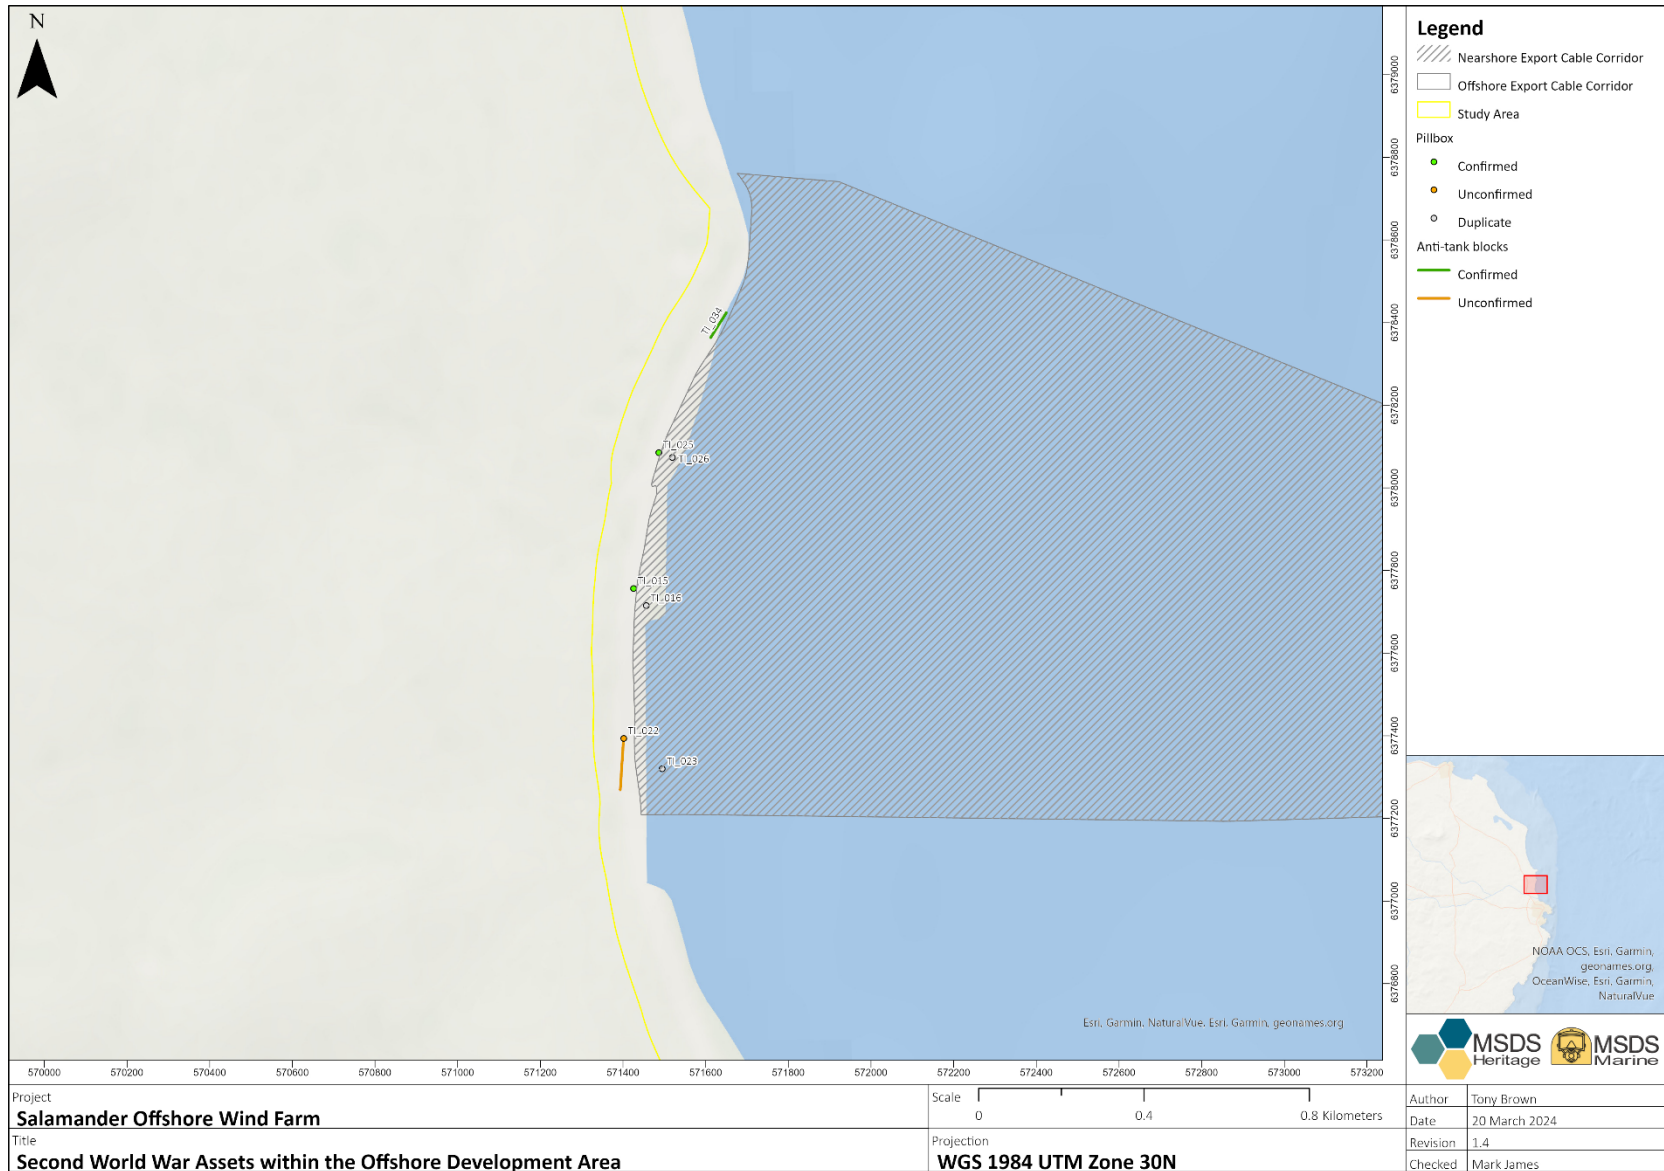 N
Legend
Nearshore Export Cable Corridor
Offshore Export Cable Corridor
Study Area
Pillbox
Confirmed
Unconfirmed
Duplicate
Anti-tank blocks
Confirmed
Unconfirmed
6379000
6378800
6378600
6378400
6378200
6378000
6377800
6377600
6377400
6377200
6377000
6376800
TI_034
TI_025
TI_026
TI_015
TI_016
TI_022
TI_023
Esri, Garmin, NaturalVue, Esri, Garmin, geonames.org
NOAA OCS, Esri, Garmin,
geonames.org,
OceanWise, Esri, Garmin,
NaturalVue
570000 570200 570400 570600 570800 571000 571200 571400 571600 571800 572000 572200 572400 572600 572800 573000 573200
MSDS Heritage
MSDS Marine
Project
Salamander Offshore Wind Farm
Title
Second World War Assets within the Offshore Development Area
Scale
0 0.4 0.8 Kilometers
Projection
WGS 1984 UTM Zone 30N
Author Tony Brown
Date 20 March 2024
Revision 1.4
Checked Mark James